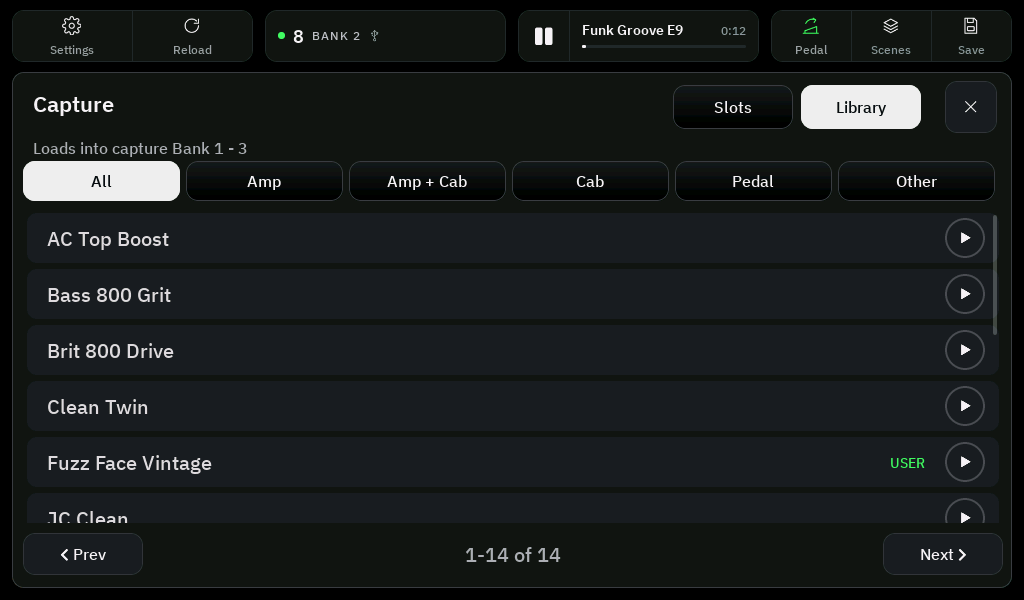 Settings
Reload
8 BANK 2
Funk Groove E9 0:12
Pedal
Scenes
Save
Capture
Slots
Library
Loads into capture Bank 1 - 3
All
Amp
Amp + Cab
Cab
Pedal
Other
AC Top Boost
Bass 800 Grit
Brit 800 Drive
Clean Twin
Fuzz Face Vintage USER
JC Clean
Prev
1-14 of 14
Next